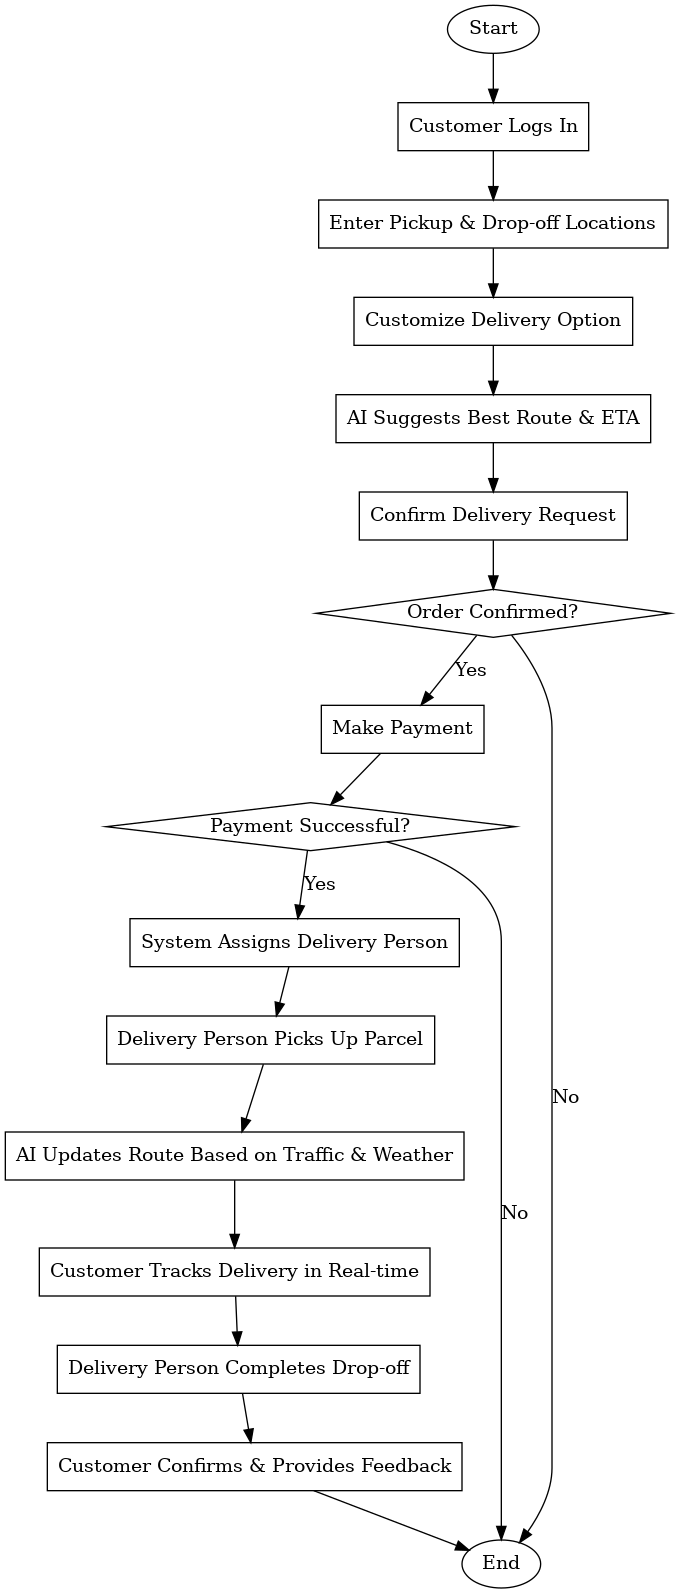 Start
Customer Logs In
Enter Pickup & Drop-off Locations
Customize Delivery Option
AI Suggests Best Route & ETA
Confirm Delivery Request
Order Confirmed?
Yes
Make Payment
Payment Successful?
Yes
System Assigns Delivery Person
Delivery Person Picks Up Parcel
No
AI Updates Route Based on Traffic & Weather
No
Customer Tracks Delivery in Real-time
Delivery Person Completes Drop-off
Customer Confirms & Provides Feedback
End